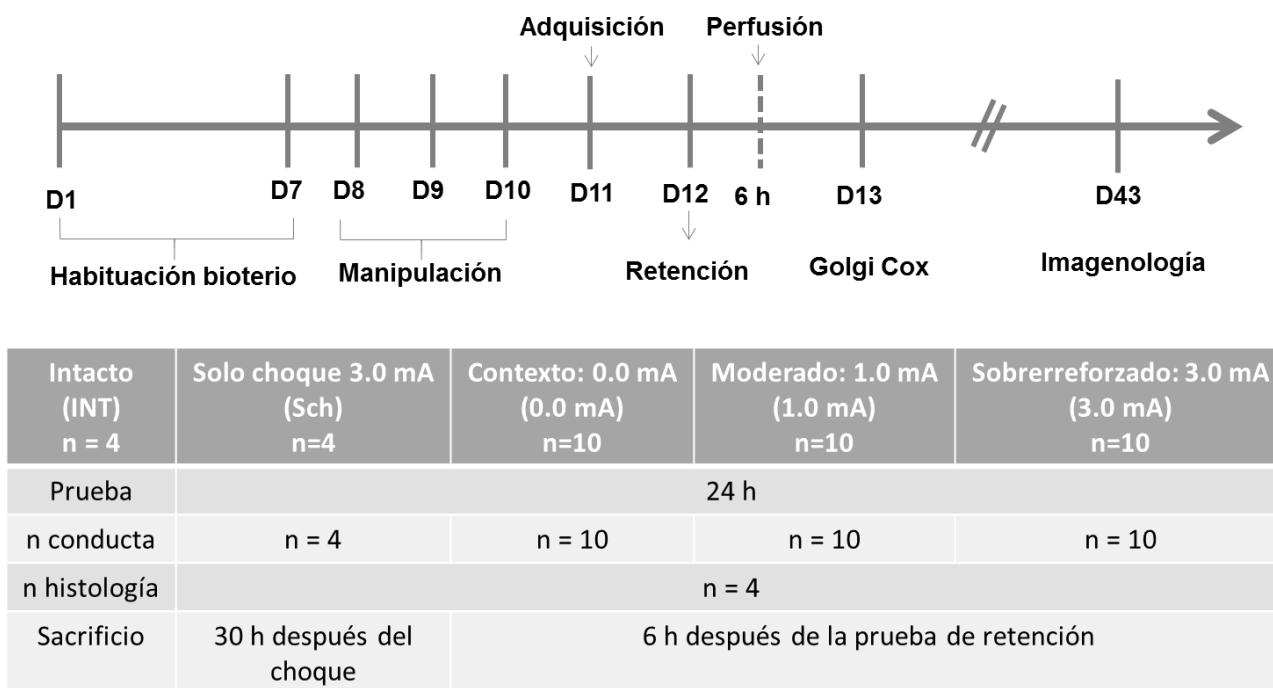 Adquisición Perfusión
D1 D7 D8 D9 D10 D11 D12 6 h D13 D43
Habituación bioterio Manipulación Retención Golgi Cox Imagenología
Intacto
(INT)
n = 4
Solo choque 3.0 mA
(Sch)
n=4
Contexto: 0.0 mA
(0.0 mA)
n=10
Moderado: 1.0 mA
(1.0 mA)
n=10
Sobrerreforzado: 3.0 mA
(3.0 mA)
n=10
Prueba 24 h
n conducta n = 4 n = 10 n = 10 n = 10
n histología n = 4
Sacrificio
30 h después del
choque
6 h después de la prueba de retención